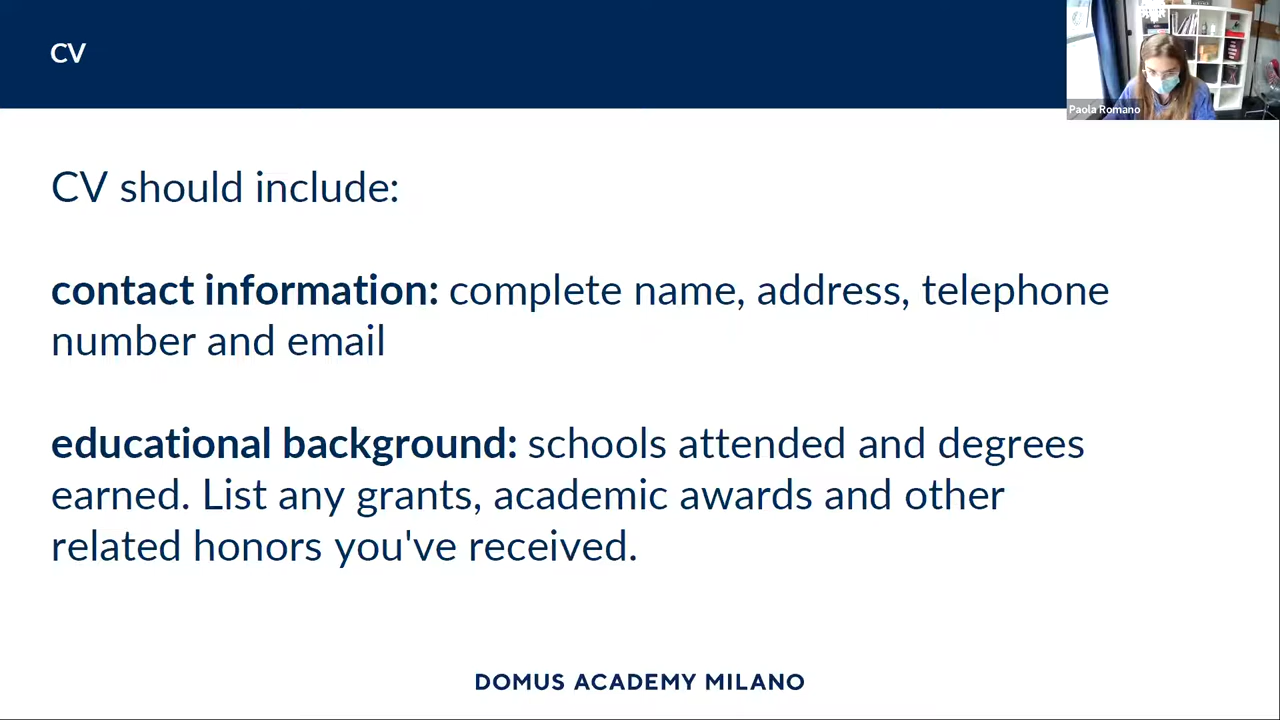 CV
Paola Romano
CV should include:
contact information: complete name, address, telephone
number and email
educational background: schools attended and degrees
earned. List any grants, academic awards and other
related honors you've received.
DOMUS ACADEMY MILANO